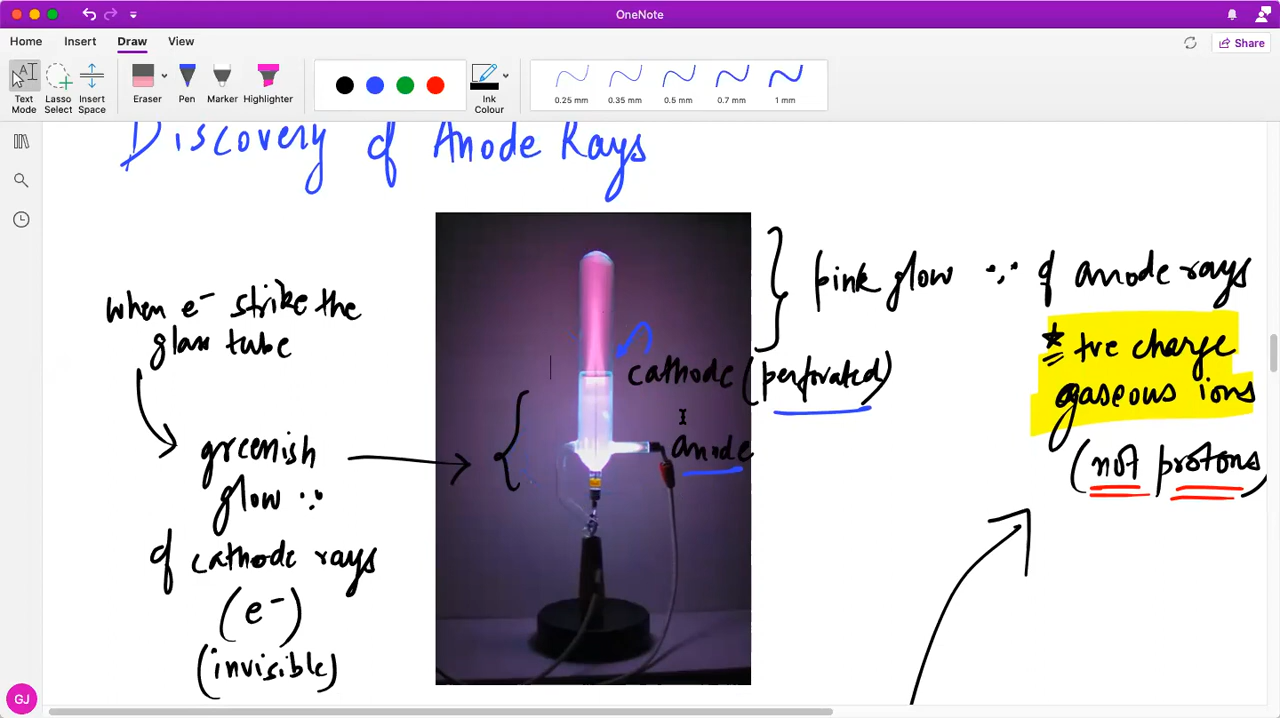 OneNote
Home Insert Draw View
Share
Text Mode
Lasso Select
Insert Space
Eraser
Pen
Marker
Highlighter
Ink Colour
0.25 mm
0.35 mm
0.5 mm
0.7 mm
1 mm
Discovery of Anode Rays
when e⁻ strike the
glass tube
greenish
glow ∵
of cathode rays
(e⁻)
(invisible)
cathode (perforated)
anode
pink glow ∵ of anode rays
* +ve charge
gaseous ions
(not protons)
GJ